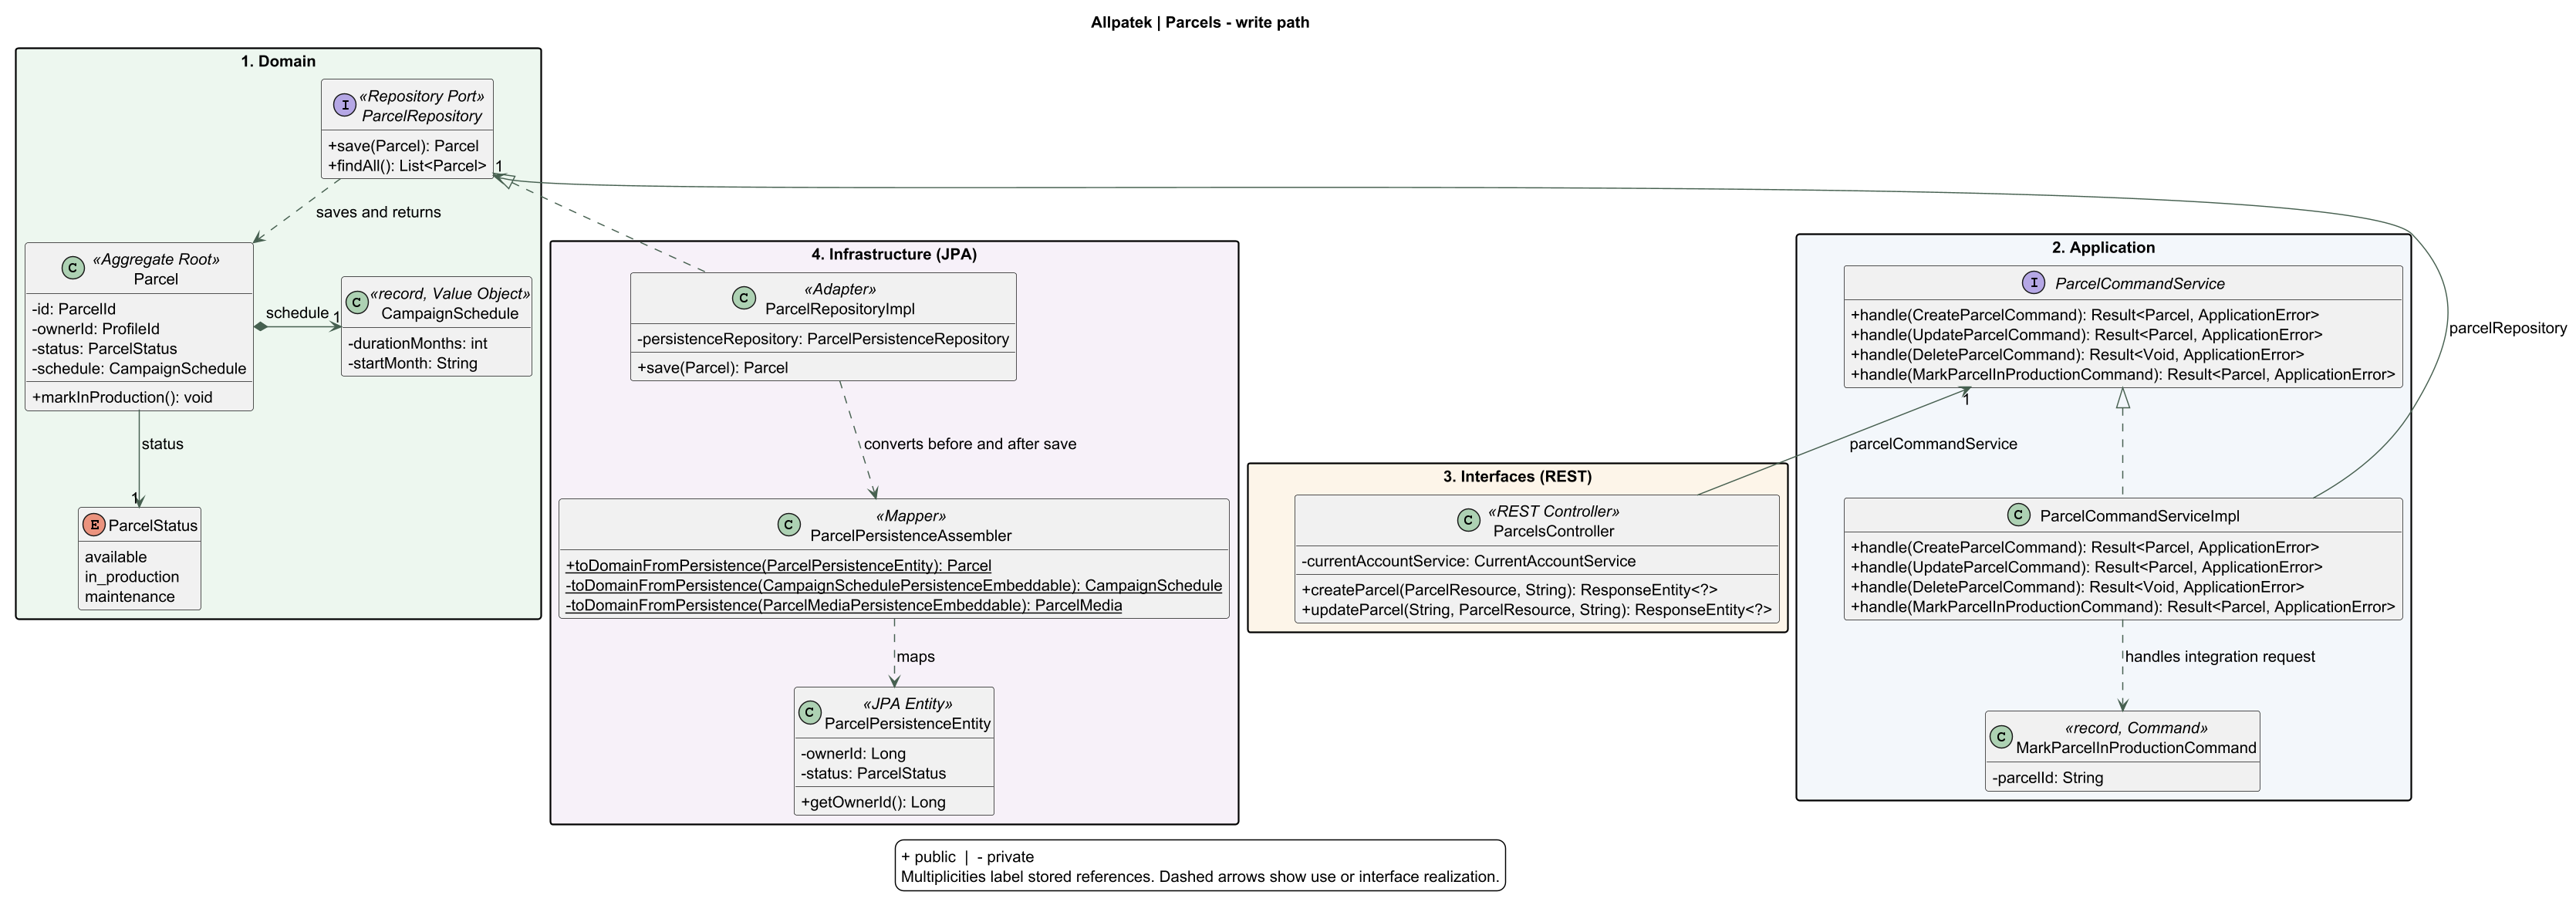 Allpatek | Parcels - write path
1. Domain
«Repository Port»
I
ParcelRepository
+save(Parcel): Parcel
+findAll(): List<Parcel>
1
saves and returns
«Aggregate Root»
C
Parcel
-id: ParcelId
-ownerId: ProfileId
-status: ParcelStatus
-schedule: CampaignSchedule
+markInProduction(): void
schedule
1
«record, Value Object»
C
CampaignSchedule
-durationMonths: int
-startMonth: String
status
1
E
ParcelStatus
available
in_production
maintenance
4. Infrastructure (JPA)
«Adapter»
C
ParcelRepositoryImpl
-persistenceRepository: ParcelPersistenceRepository
+save(Parcel): Parcel
converts before and after save
«Mapper»
C
ParcelPersistenceAssembler
+toDomainFromPersistence(ParcelPersistenceEntity): Parcel
-toDomainFromPersistence(CampaignSchedulePersistenceEmbeddable): CampaignSchedule
-toDomainFromPersistence(ParcelMediaPersistenceEmbeddable): ParcelMedia
maps
«JPA Entity»
C
ParcelPersistenceEntity
-ownerId: Long
-status: ParcelStatus
+getOwnerId(): Long
3. Interfaces (REST)
«REST Controller»
C
ParcelsController
-currentAccountService: CurrentAccountService
+createParcel(ParcelResource, String): ResponseEntity<?>
+updateParcel(String, ParcelResource, String): ResponseEntity<?>
parcelCommandService
1
2. Application
I
ParcelCommandService
+handle(CreateParcelCommand): Result<Parcel, ApplicationError>
+handle(UpdateParcelCommand): Result<Parcel, ApplicationError>
+handle(DeleteParcelCommand): Result<Void, ApplicationError>
+handle(MarkParcelInProductionCommand): Result<Parcel, ApplicationError>
parcelRepository
C
ParcelCommandServiceImpl
+handle(CreateParcelCommand): Result<Parcel, ApplicationError>
+handle(UpdateParcelCommand): Result<Parcel, ApplicationError>
+handle(DeleteParcelCommand): Result<Void, ApplicationError>
+handle(MarkParcelInProductionCommand): Result<Parcel, ApplicationError>
handles integration request
«record, Command»
C
MarkParcelInProductionCommand
-parcelId: String
+ public | - private
Multiplicities label stored references. Dashed arrows show use or interface realization.